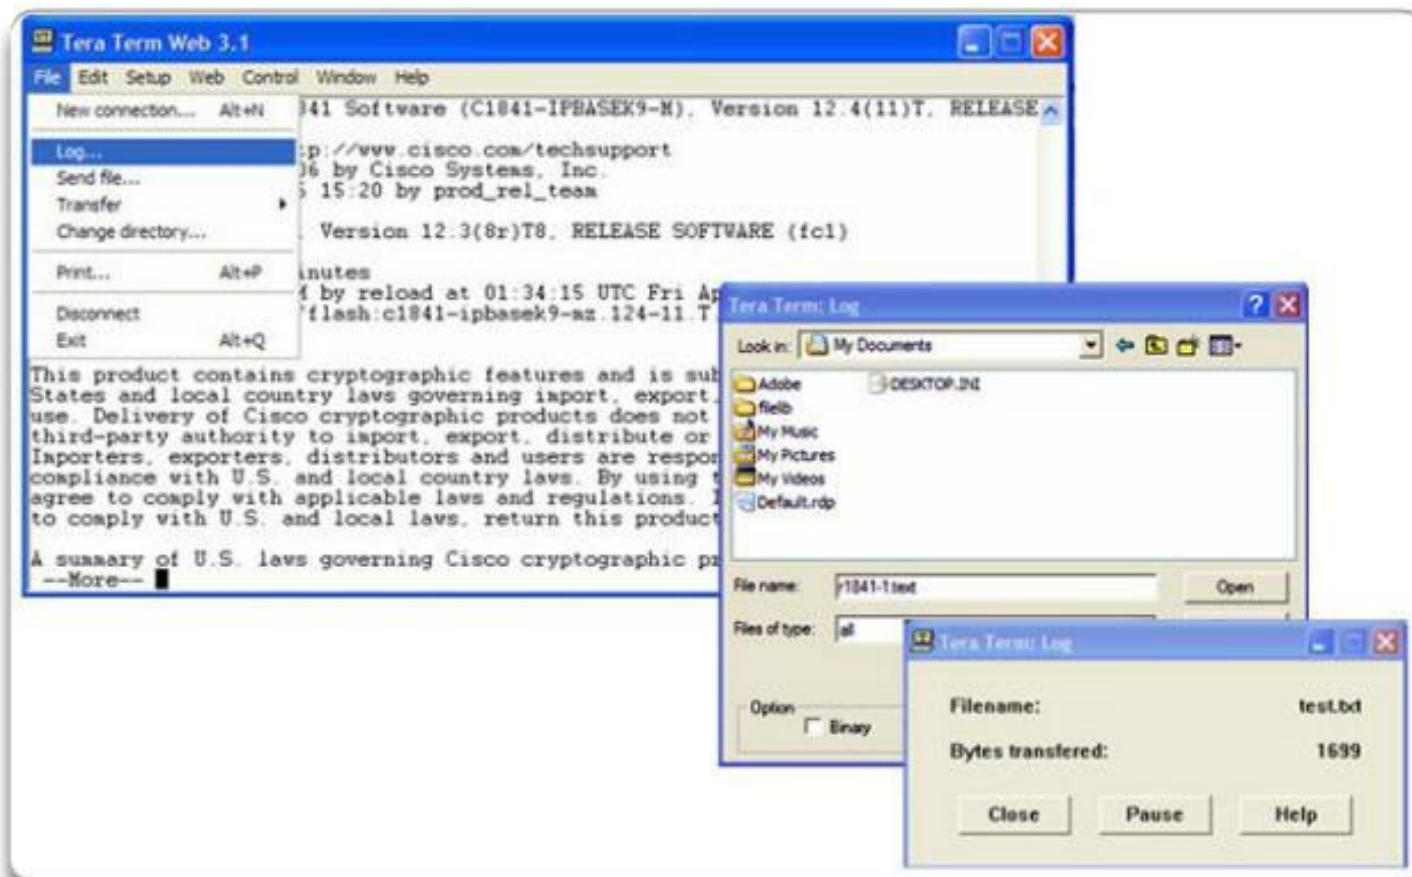 Tera Term Web 3.1
File Edit Setup Web Control Window Help
New connection... Alt+N
Log...
Send file...
Transfer
Change directory...
Print... Alt+P
Disconnect
Exit Alt+Q
341 Software (C1841-IPBASEK9-M), Version 12.4(11)T, RELEASE
p://www.cisco.com/techsupport
06 by Cisco Systems, Inc.
15:20 by prod_rel_team
Version 12.3(8r)T8, RELEASE SOFTWARE (fc1)
inutes
by reload at 01:34:15 UTC Fri Ap
flash:c1841-ipbasek9-mz.124-11.T.
This product contains cryptographic features and is sub
States and local country laws governing import, export,
use. Delivery of Cisco cryptographic products does not
third-party authority to import, export, distribute or
Importers, exporters, distributors and users are respon
compliance with U.S. and local country laws. By using t
agree to comply with applicable laws and regulations. I
to comply with U.S. and local laws, return this product
A summary of U.S. laws governing Cisco cryptographic pr
--More--
Tera Term: Log
Look in: My Documents
Adobe DESKTOP.INI
filelib
My Music
My Pictures
My Videos
Default.rdp
File name: r1841-1.text Open
Files of type: all
Option
Binary
Tera Term: Log
Filename: test.txt
Bytes transfered: 1699
Close Pause Help